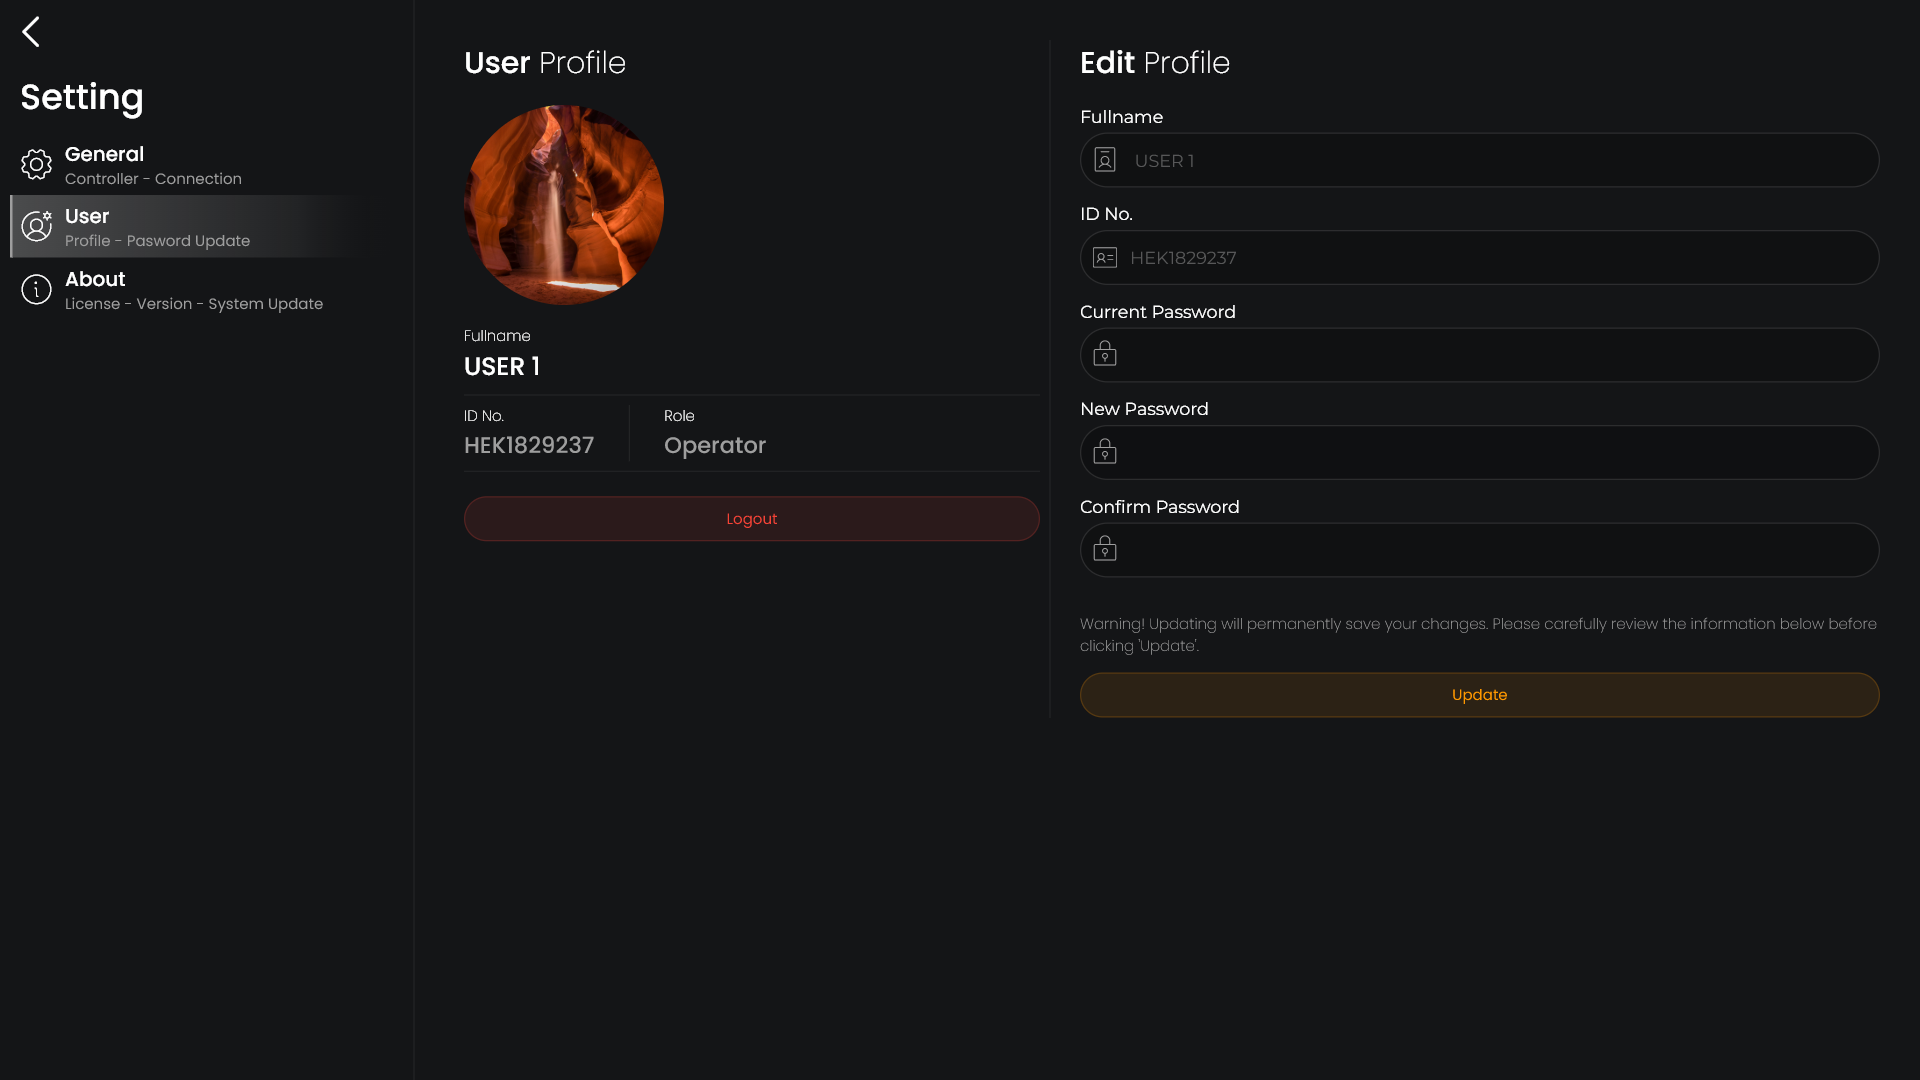 Setting
General
Controller - Connection
User
Profile - Pasword Update
About
License - Version - System Update
User Profile
Fullname
USER 1
ID No.
HEK1829237
Role
Operator
Logout
Edit Profile
Fullname
USER 1
ID No.
HEK1829237
Current Password
New Password
Confirm Password
Warning! Updating will permanently save your changes. Please carefully review the information below before
clicking 'Update'.
Update